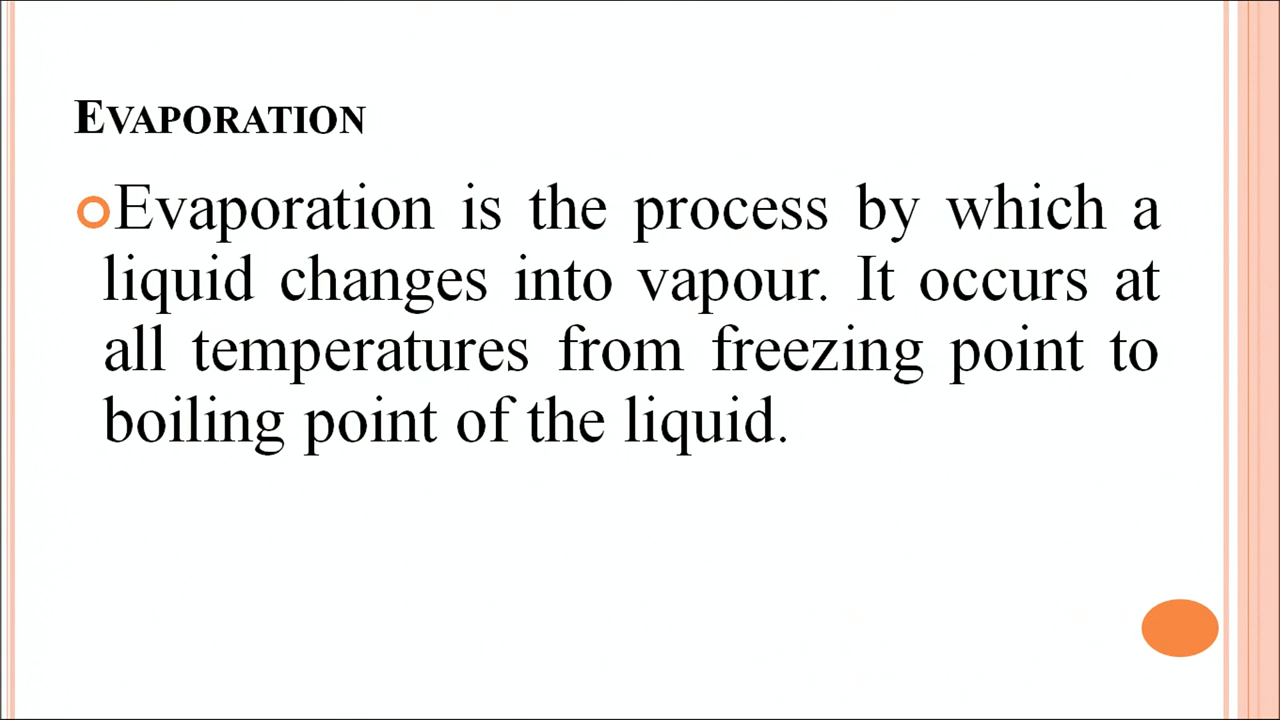 EVAPORATION
Evaporation is the process by which a
liquid changes into vapour. It occurs at
all temperatures from freezing point to
boiling point of the liquid.